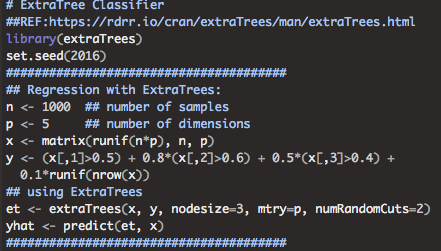 # ExtraTree Classifier
##REF:https://rdrr.io/cran/extraTrees/man/extraTrees.html
library(extraTrees)
set.seed(2016)
#######################################
## Regression with ExtraTrees:
n <- 1000  ## number of samples
p <- 5     ## number of dimensions
x <- matrix(runif(n*p), n, p)
y <- (x[,1]>0.5) + 0.8*(x[,2]>0.6) + 0.5*(x[,3]>0.4) +
  0.1*runif(nrow(x))
## using ExtraTrees
et <- extraTrees(x, y, nodesize=3, mtry=p, numRandomCuts=2)
yhat <- predict(et, x)
#######################################